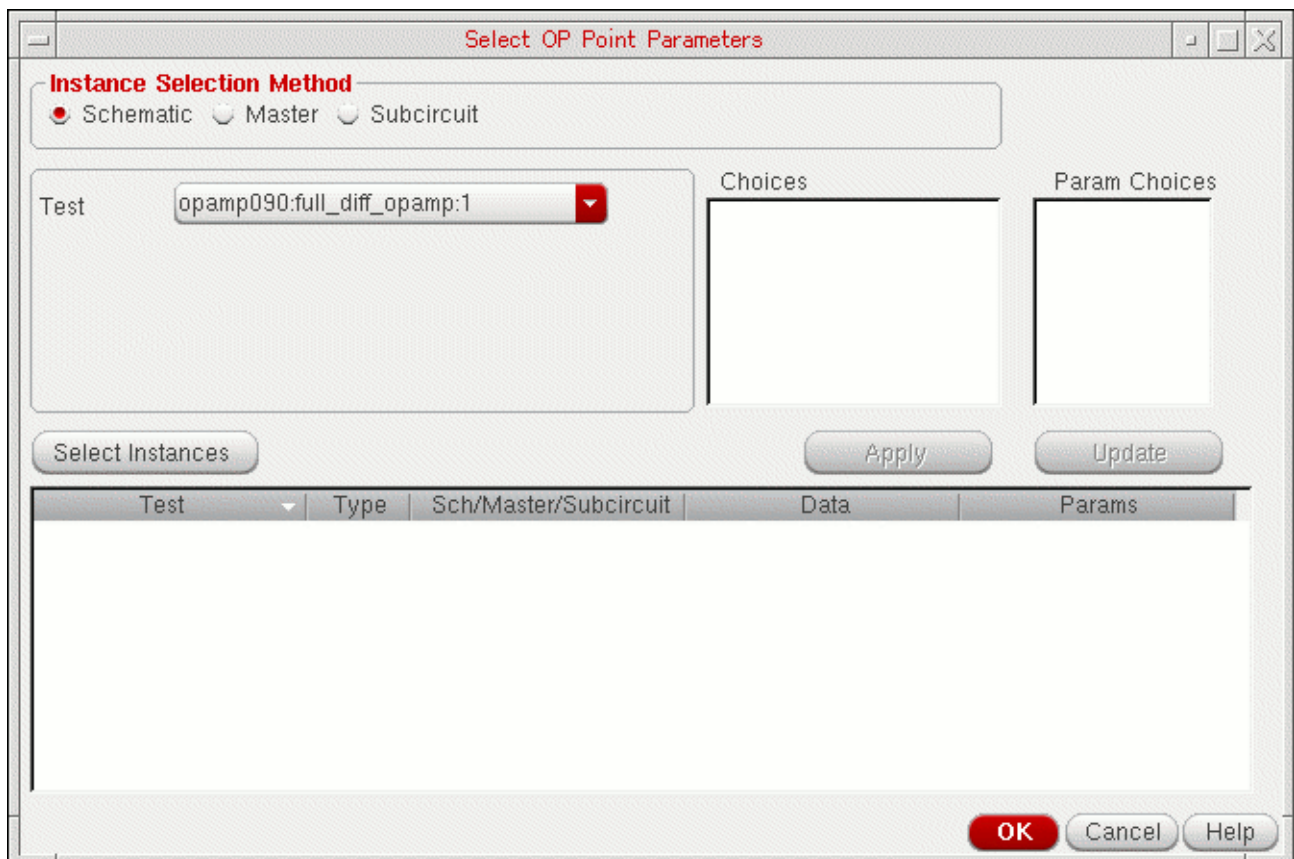 Select OP Point Parameters
Instance Selection Method
Schematic Master Subcircuit
Test opamp090:full_diff_opamp:1
Choices Param Choices
Select Instances Apply Update
Test Type Sch/Master/Subcircuit Data Params
OK Cancel Help